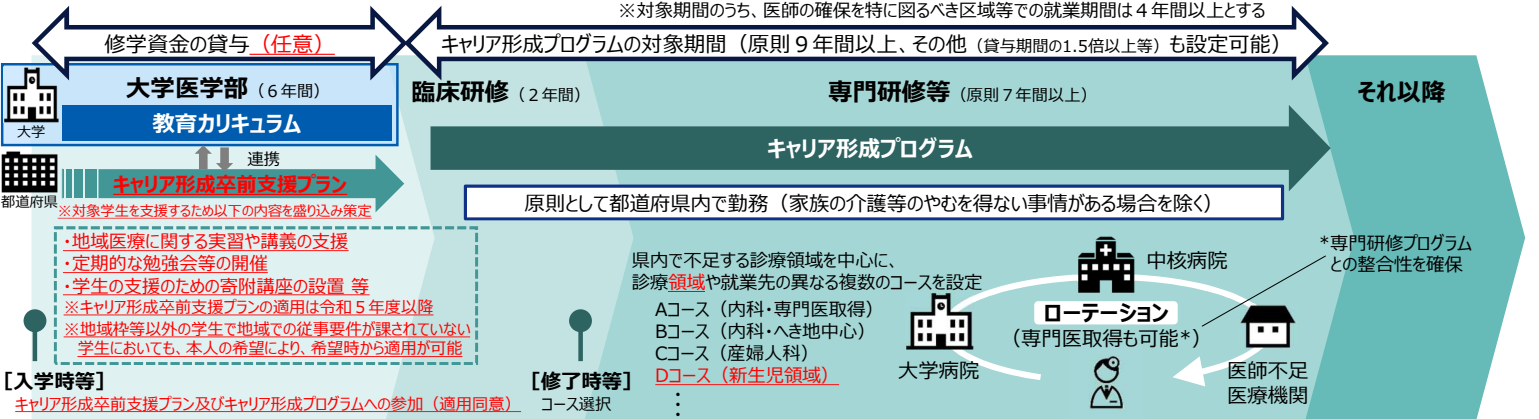 ※対象期間のうち、医師の確保を特に図るべき区域等での就業期間は４年間以上とする
修学資金の貸与（任意）
キャリア形成プログラムの対象期間（原則９年間以上、その他（貸与期間の1.5倍以上等）も設定可能）
大学医学部（６年間）
大学
教育カリキュラム
連携
都道府県
キャリア形成卒前支援プラン
※対象学生を支援するため以下の内容を盛り込み策定
・地域医療に関する実習や講義の支援
・定期的な勉強会等の開催
・学生の支援のための寄附講座の設置 等
※キャリア形成卒前支援プランの適用は令和５年度以降
※地域枠等以外の学生で地域での従事要件が課されていない
学生においても、本人の希望により、希望時から適用が可能
［入学時等］
キャリア形成卒前支援プラン及びキャリア形成プログラムへの参加（適用同意）
臨床研修（２年間）
専門研修等（原則７年間以上）
それ以降
キャリア形成プログラム
原則として都道府県内で勤務（家族の介護等のやむを得ない事情がある場合を除く）
県内で不足する診療領域を中心に、
診療領域や就業先の異なる複数のコースを設定
Aコース（内科・専門医取得）
Bコース（内科・へき地中心）
Cコース（産婦人科）
Dコース（新生児領域）
：
［修了時等］
コース選択
中核病院
＊専門研修プログラム
との整合性を確保
ローテーション
（専門医取得も可能＊）
大学病院
医師不足
医療機関